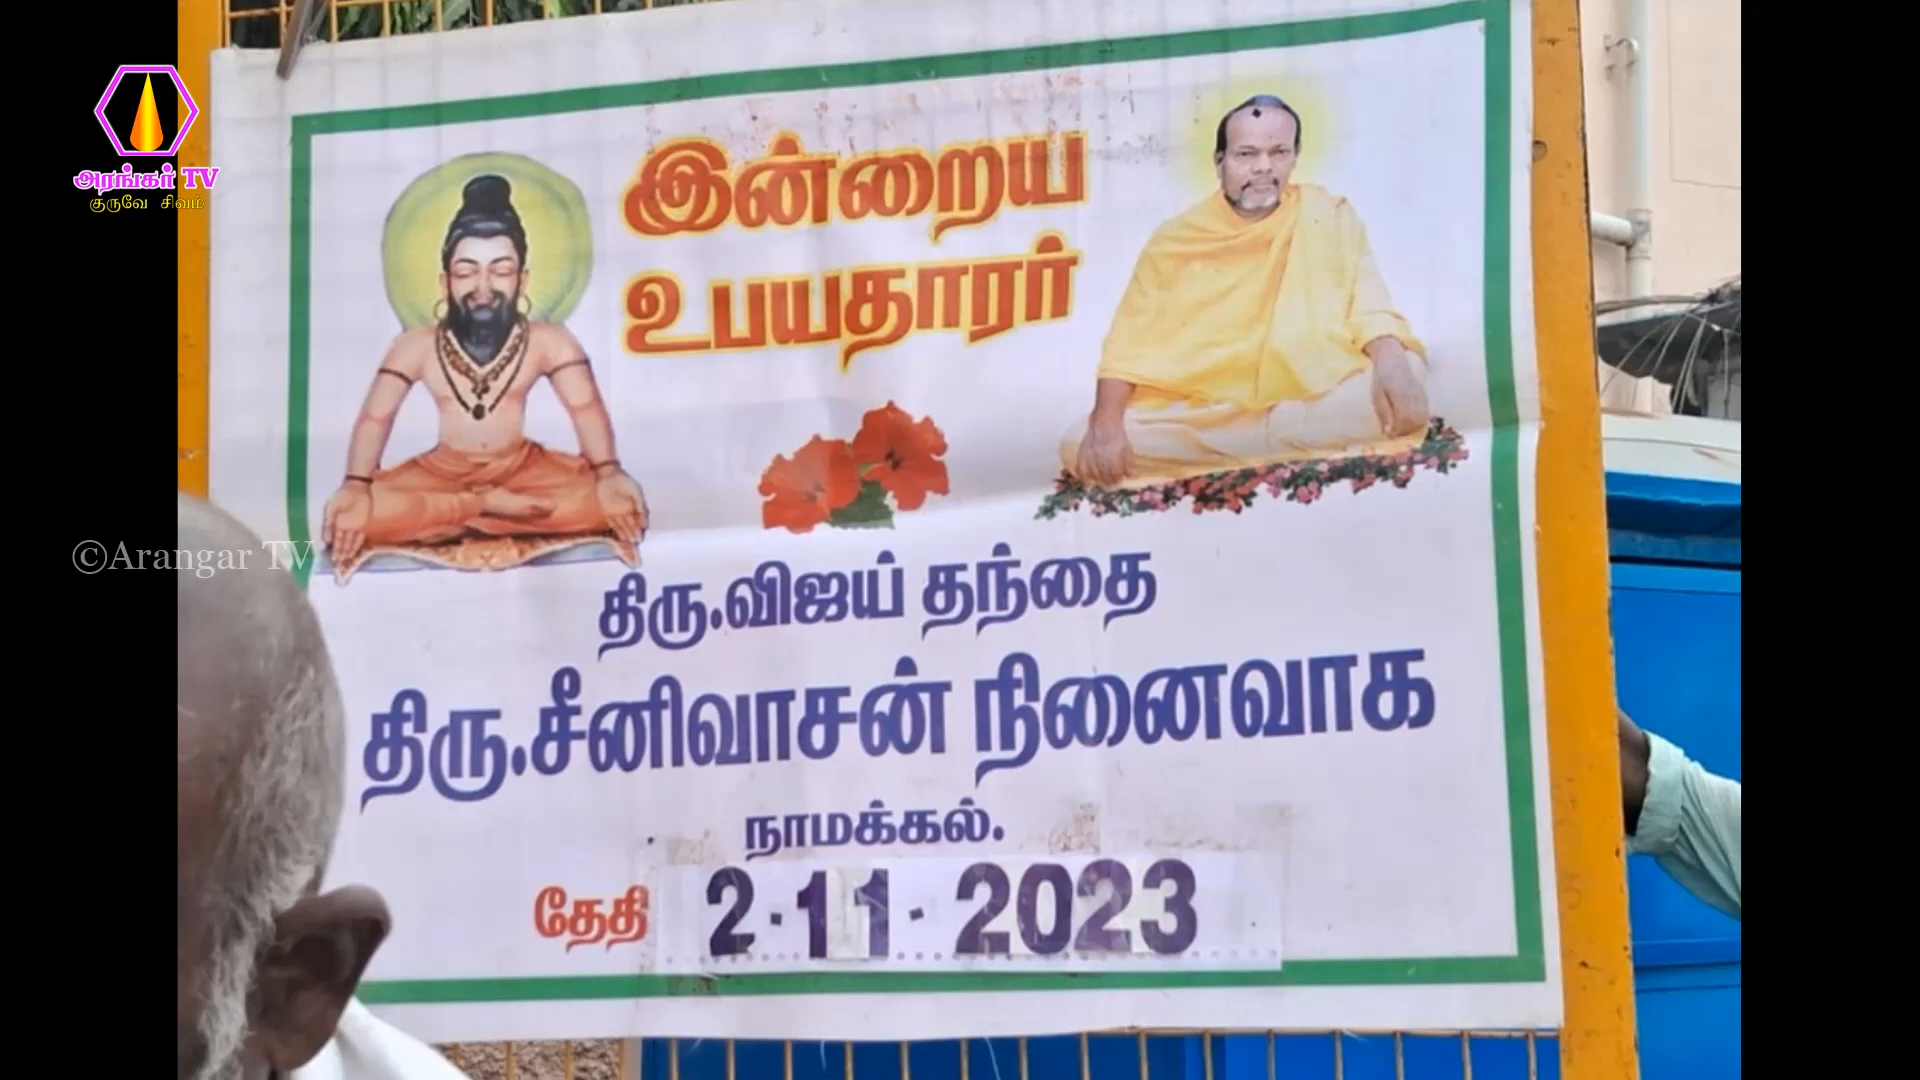 அரங்கர் TV
குருவே சிவம்
இன்றைய
உபயதாரர்
©Arangar TV
திரு.விஜய் தந்தை
திரு.சீனிவாசன் நினைவாக
நாமக்கல்.
தேதி 2.11.2023